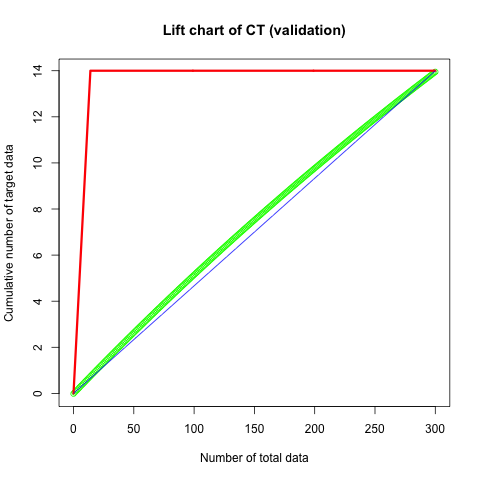 Lift chart of CT (validation)
Cumulative number of target data
14
12
10
8
6
4
2
0
0 50 100 150 200 250 300
Number of total data